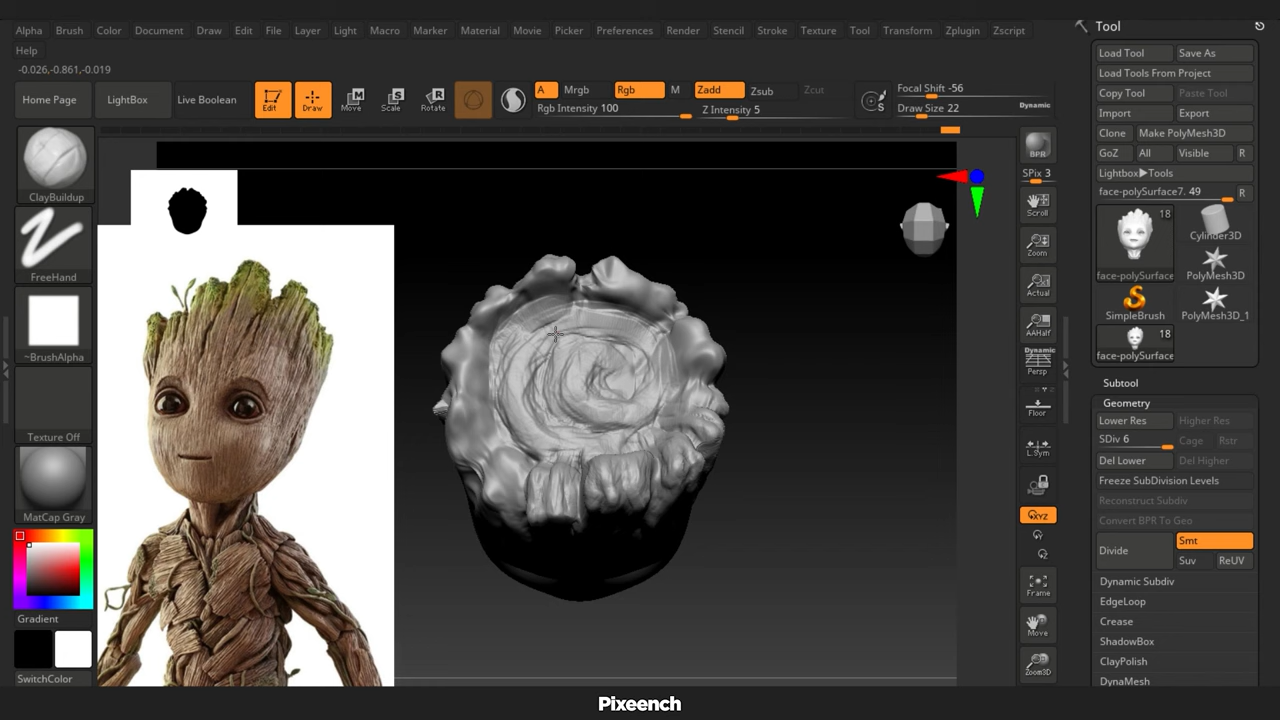 Alpha Brush Color Document Draw Edit File Layer Light Macro Marker Material Movie Picker Preferences Render Stencil Stroke Texture Tool Transform Zplugin Zscript
Help
-0.026,-0.861,-0.019
Home Page LightBox Live Boolean Edit Draw Move Scale Rotate
A Mrgb Rgb M Zadd Zsub Zcut
Rgb Intensity 100 Z Intensity 5
S
Focal Shift -56
Draw Size 22 Dynamic
ClayBuildup
FreeHand
~BrushAlpha
Texture Off
MatCap Gray
Gradient
SwitchColor
BPR
SPix 3
Scroll
Zoom
Actual
AAHalf
Dynamic
Persp
Floor
L.Sym
XYZ
Y
Z
Frame
Move
Zoom3D
Tool
Load Tool Save As
Load Tools From Project
Copy Tool Paste Tool
Import Export
Clone Make PolyMesh3D
GoZ All Visible R
Lightbox▶Tools
face-polySurface7. 49 R
18
face-polySurface
Cylinder3D
PolyMesh3D
SimpleBrush
PolyMesh3D_1
18
face-polySurface
Subtool
Geometry
Lower Res Higher Res
SDiv 6 Cage Rstr
Del Lower Del Higher
Freeze SubDivision Levels
Reconstruct Subdiv
Convert BPR To Geo
Divide Smt
Suv ReUV
Dynamic Subdiv
EdgeLoop
Crease
ShadowBox
ClayPolish
DynaMesh
Pixeench